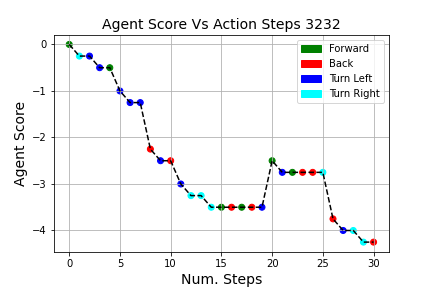 Agent Score Vs Action Steps 3232
Forward
Back
Turn Left
Turn Right
Agent Score
0
−1
−2
−3
−4
0 5 10 15 20 25 30
Num. Steps